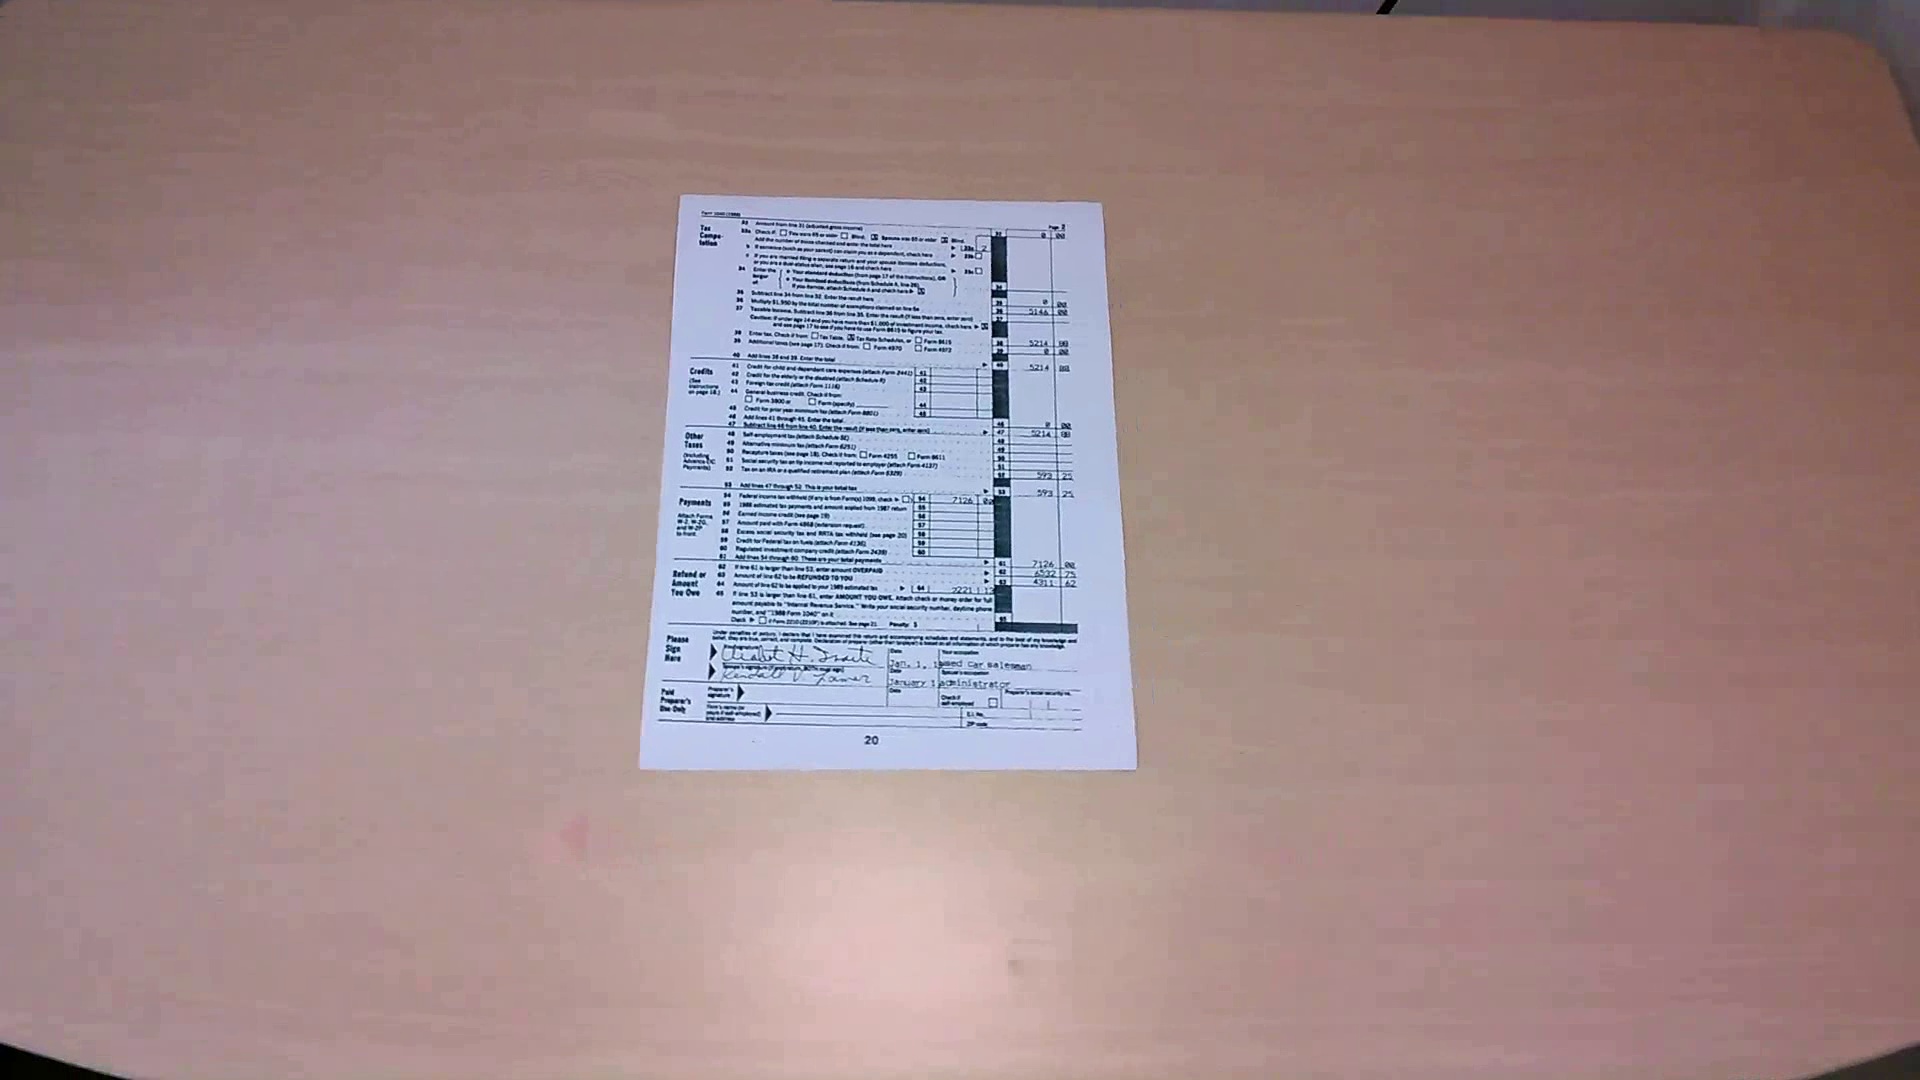 Form 1040 (1988) Page 2
Tax Compu-tation
32 Amount from line 31 (adjusted gross income) 32 0 00
33a Check if: You were 65 or older Blind Spouse was 65 or older Blind.
Add the number of boxes checked and enter the total here 33a 2
b If someone (such as your parent) can claim you as a dependent, check here 33b
c If you are married filing a separate return and your spouse itemizes deductions,
or you are a dual-status alien, see page 16 and check here 33c
34 Enter the larger of: Your standard deduction (from page 17 of the instructions), OR
Your itemized deductions (from Schedule A, line 26).
If you itemize, attach Schedule A and check here 34
35 Subtract line 34 from line 32. Enter the result here 35 0 00
36 Multiply $1,950 by the total number of exemptions claimed on line 6e 36 5146 00
37 Taxable income. Subtract line 36 from line 35. Enter the result (if less than zero, enter zero) 37
Caution: If under age 14 and you have more than $1,000 of investment income, check here
and see page 17 to see if you have to use Form 8615 to figure your tax.
38 Enter tax. Check if from: Tax Table, Tax Rate Schedules, or Form 8615 38 5214 88
39 Additional taxes (see page 17). Check if from: Form 4970 Form 4972 39 0 00
40 Add lines 38 and 39. Enter the total 40 5214 88
Credits
(See Instructions on page 18.)
41 Credit for child and dependent care expenses (attach Form 2441) 41
42 Credit for the elderly or the disabled (attach Schedule R) 42
43 Foreign tax credit (attach Form 1116) 43
44 General business credit. Check if from:
Form 3800 or Form (specify) 44
45 Credit for prior year minimum tax (attach Form 8801) 45
46 Add lines 41 through 45. Enter the total 46 0 00
47 Subtract line 46 from line 40. Enter the result (if less than zero, enter zero) 47 5214 88
Other Taxes
(Including Advance EIC Payments)
48 Self-employment tax (attach Schedule SE) 48
49 Alternative minimum tax (attach Form 6251) 49
50 Recapture taxes (see page 18). Check if from: Form 4255 Form 8611 50
51 Social security tax on tip income not reported to employer (attach Form 4137) 51
52 Tax on an IRA or a qualified retirement plan (attach Form 5329) 52 593 25
53 Add lines 47 through 52. This is your total tax 53 593 25
Payments
Attach Forms W-2, W-2G, and W-2P to front.
54 Federal income tax withheld (if any is from Form(s) 1099, check 54 7126 00
55 1988 estimated tax payments and amount applied from 1987 return 55
56 Earned income credit (see page 19) 56
57 Amount paid with Form 4868 (extension request) 57
58 Excess social security tax and RRTA tax withheld (see page 20) 58
59 Credit for Federal tax on fuels (attach Form 4136) 59
60 Regulated investment company credit (attach Form 2439) 60
61 Add lines 54 through 60. These are your total payments 61 7126 00
Refund or Amount You Owe
62 If line 61 is larger than line 53, enter amount OVERPAID 62 6532 75
63 Amount of line 62 to be REFUNDED TO YOU 63 4311 62
64 Amount of line 62 to be applied to your 1989 estimated tax 64 2221 13
65 If line 53 is larger than line 61, enter AMOUNT YOU OWE. Attach check or money order for full
amount payable to "Internal Revenue Service." Write your social security number, daytime phone
number, and "1988 Form 1040" on it 65
Check if Form 2210 (2210F) is attached. See page 21. Penalty: $
Please Sign Here
Under penalties of perjury, I declare that I have examined this return and accompanying schedules and statements, and to the best of my knowledge and
belief, they are true, correct, and complete. Declaration of preparer (other than taxpayer) is based on all information of which preparer has any knowledge.
Your signature Date Your occupation
Jan. 1, 1 used car salesman
Spouse's signature (if joint return, BOTH must sign) Date Spouse's occupation
Kendall V. January 1 administrator
Paid Preparer's Use Only
Preparer's signature Date Check if self-employed Preparer's social security no.
Firm's name (or yours if self-employed) and address E.I. No.
ZIP code
20